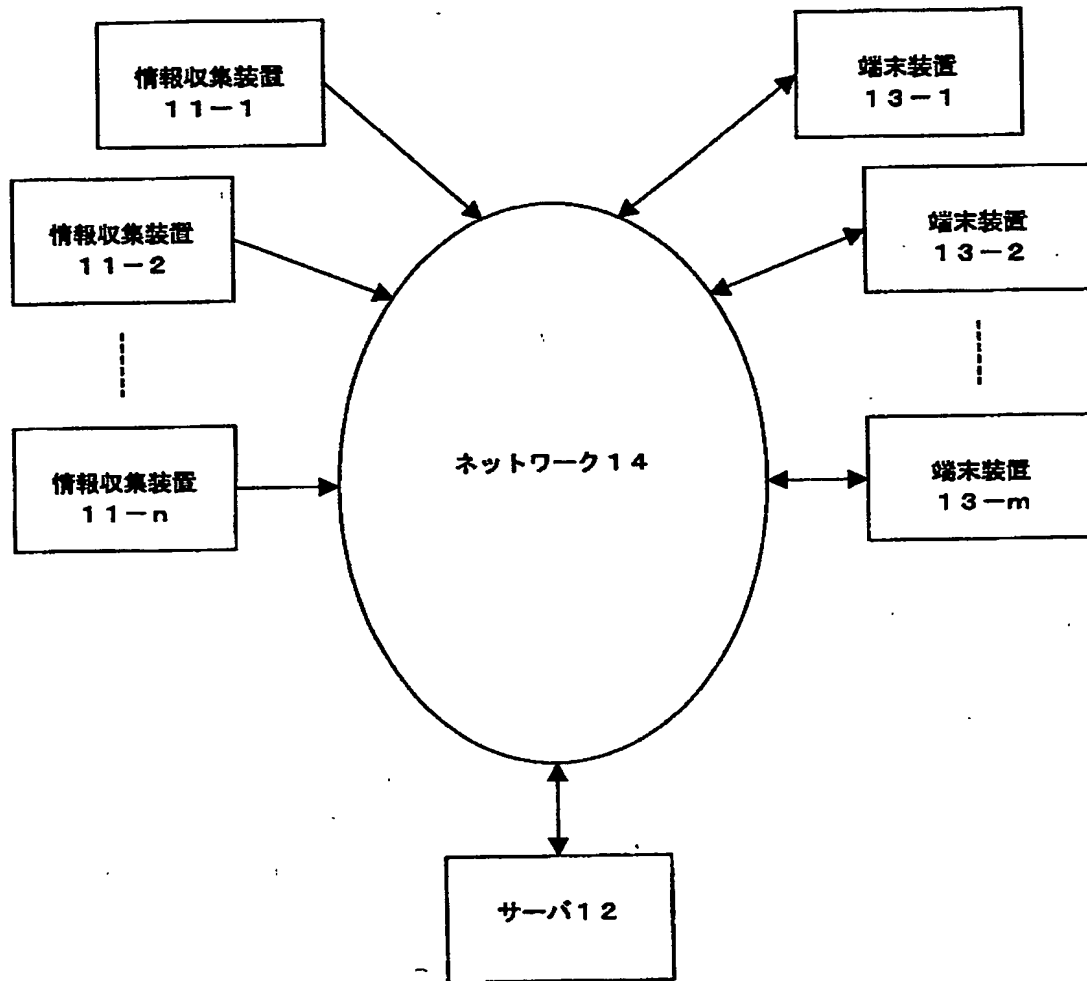 情報収集装置
１１－１
情報収集装置
１１－２
情報収集装置
１１－n
端末装置
１３－１
端末装置
１３－２
端末装置
１３－m
ネットワーク１４
サーバ１２